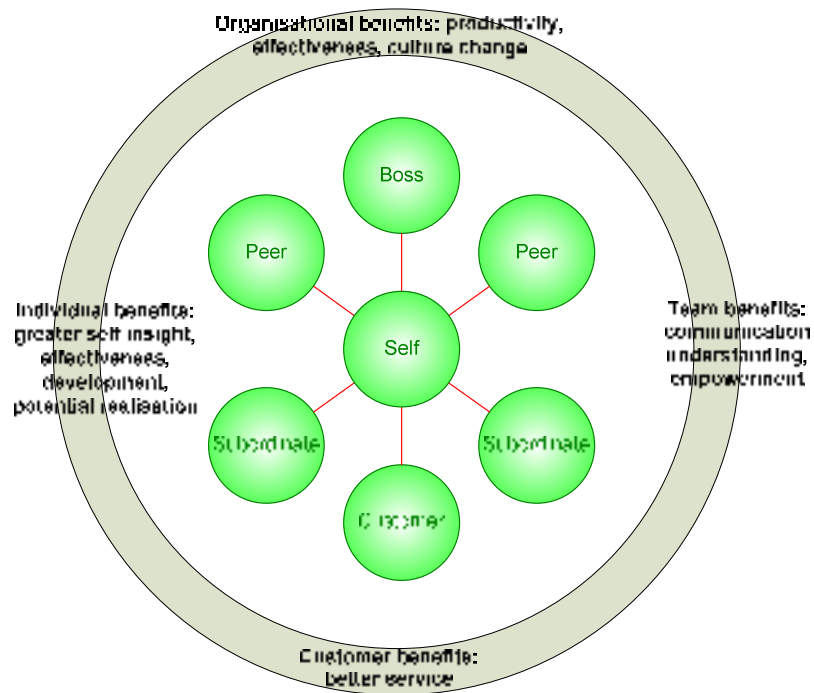 Organisational benefits: productivity,
effectiveness, culture change
Boss
Peer
Peer
Individual benefits:
greater self insight,
effectiveness,
development,
potential realisation
Self
Team benefits:
communication
understanding,
empowerment
Subordinate
Subordinate
Customer
Customer benefits:
better service